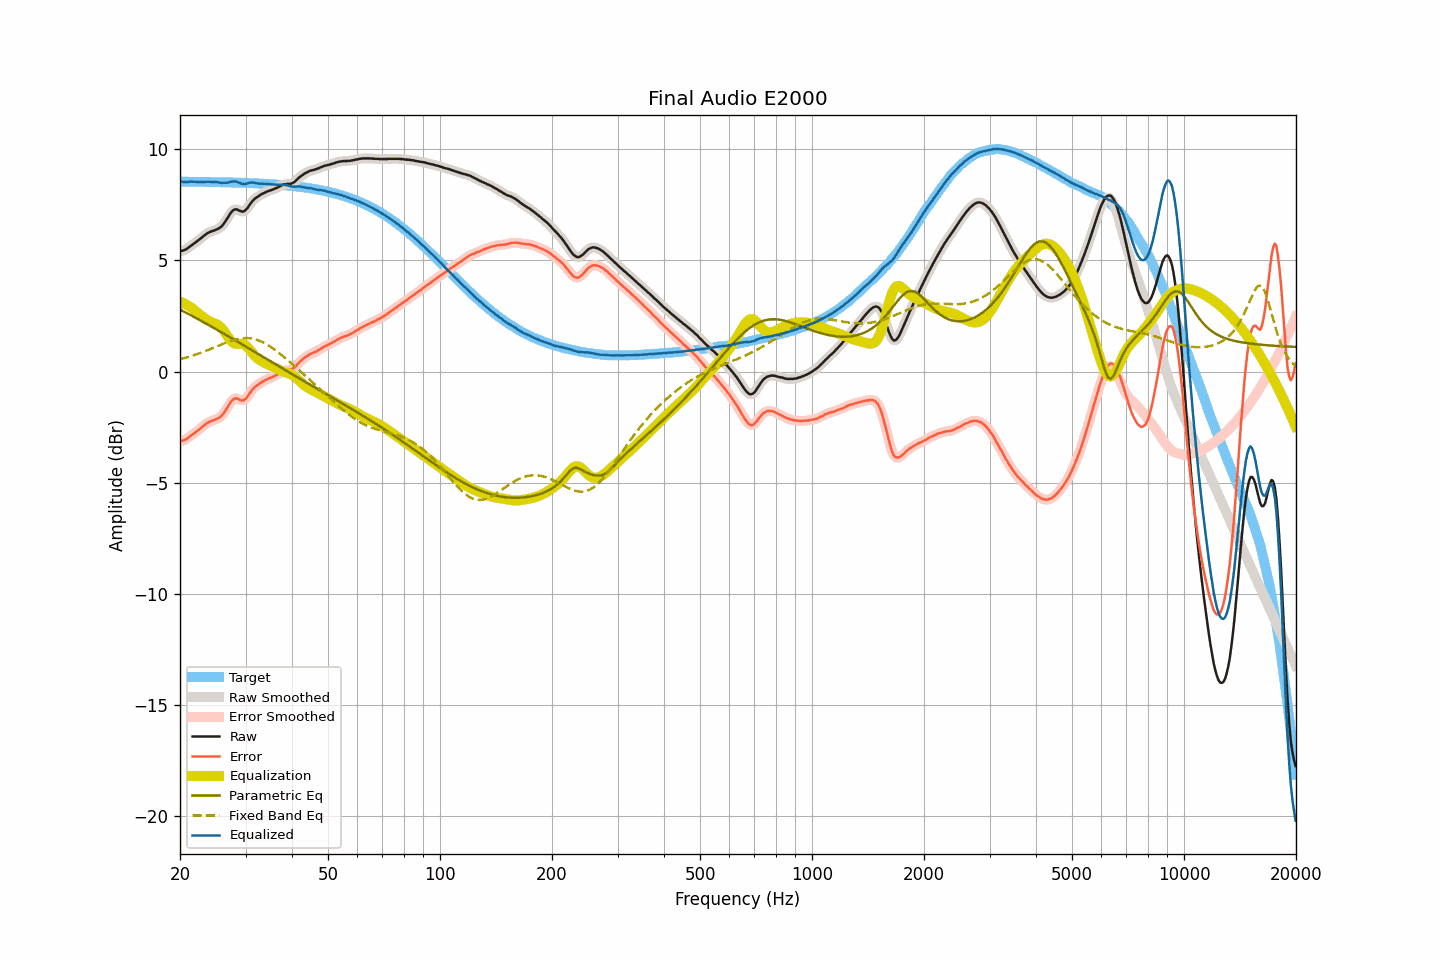 Final Audio E2000
Amplitude (dBr)
10
5
0
−5
−10
−15
−20
Target
Raw Smoothed
Error Smoothed
Raw
Error
Equalization
Parametric Eq
Fixed Band Eq
Equalized
20 50 100 200 500 1000 2000 5000 10000 20000
Frequency (Hz)